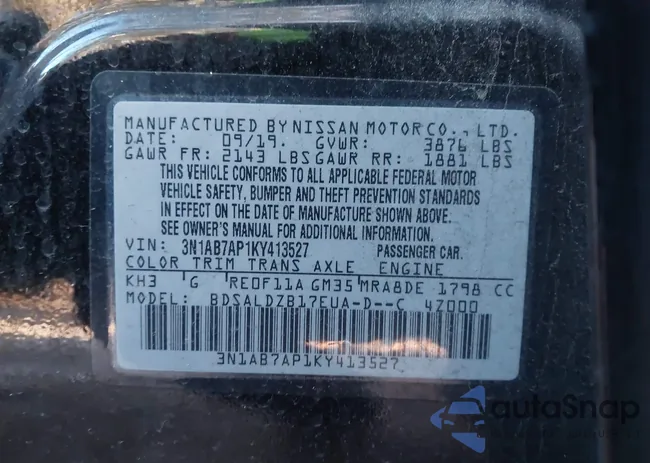 MANUFACTURED BY NISSAN MOTOR CO., LTD.
DATE: 09/19. GVWR: 3876 LBS
GAWR FR: 2143 LBS GAWR RR: 1881 LBS
THIS VEHICLE CONFORMS TO ALL APPLICABLE FEDERAL MOTOR
VEHICLE SAFETY, BUMPER AND THEFT PREVENTION STANDARDS
IN EFFECT ON THE DATE OF MANUFACTURE SHOWN ABOVE.
SEE OWNER'S MANUAL FOR ADDITIONAL INFORMATION.
VIN: 3N1AB7AP1KY413527 PASSENGER CAR.
COLOR TRIM TRANS AXLE ENGINE
KH3 G RE0F11A GM35 MRA8DE 1798 CC
MODEL: BDSALDZB17EUA-D--C 4Z000
3N1AB7AP1KY413527
autoSnap